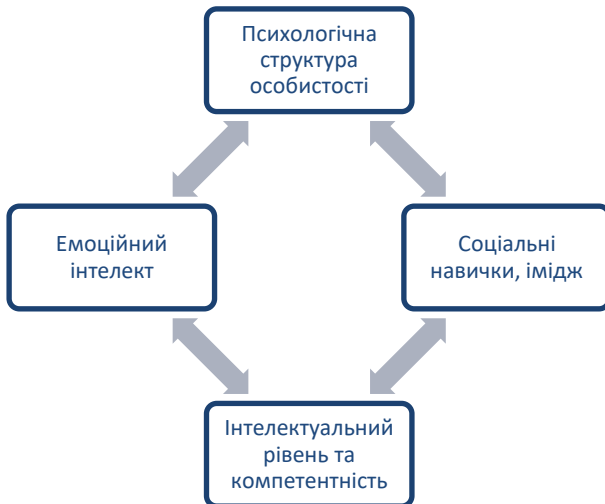 Психологічна
структура
особистості
Емоційний
інтелект
Соціальні
навички, імідж
Інтелектуальний
рівень та
компетентність